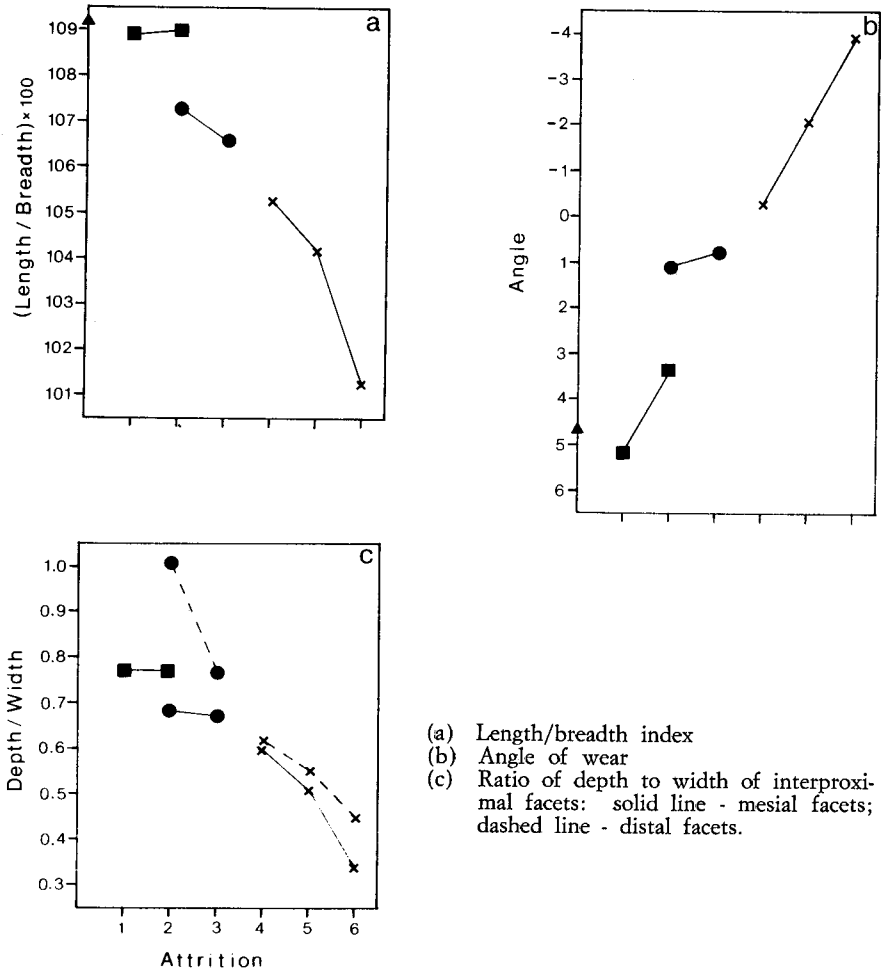 a
109
108
107
106
105
104
103
102
101
(Length / Breadth) × 100
b
-4
-3
-2
-1
0
1
2
3
4
5
6
Angle
c
1.0
0.9
0.8
0.7
0.6
0.5
0.4
0.3
Depth / Width
1 2 3 4 5 6
Attrition
(a) Length/breadth index
(b) Angle of wear
(c) Ratio of depth to width of interproxi-
mal facets: solid line - mesial facets;
dashed line - distal facets.